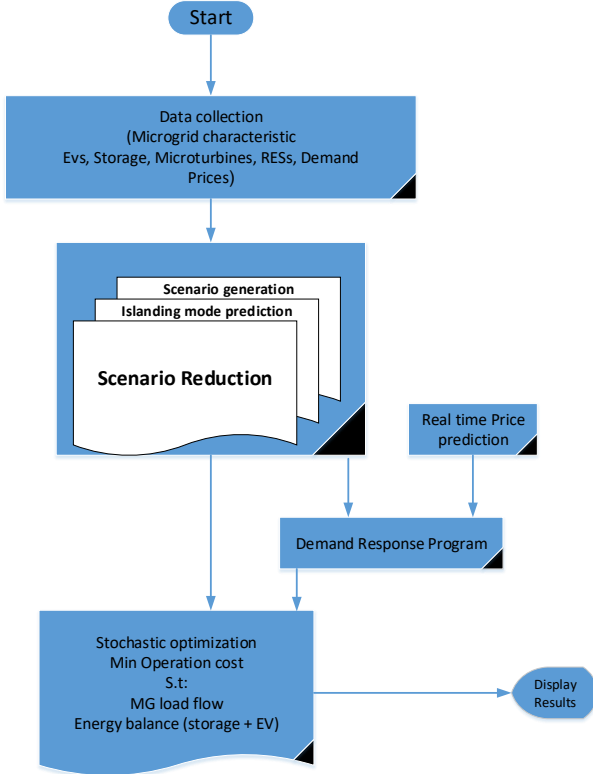 Start
Data collection
(Microgrid characteristic
Evs, Storage, Microturbines, RESs, Demand
Prices)
Scenario generation
Islanding mode prediction
Scenario Reduction
Real time Price
prediction
Demand Response Program
Stochastic optimization
Min Operation cost
S.t:
MG load flow
Energy balance (storage + EV)
Display
Results